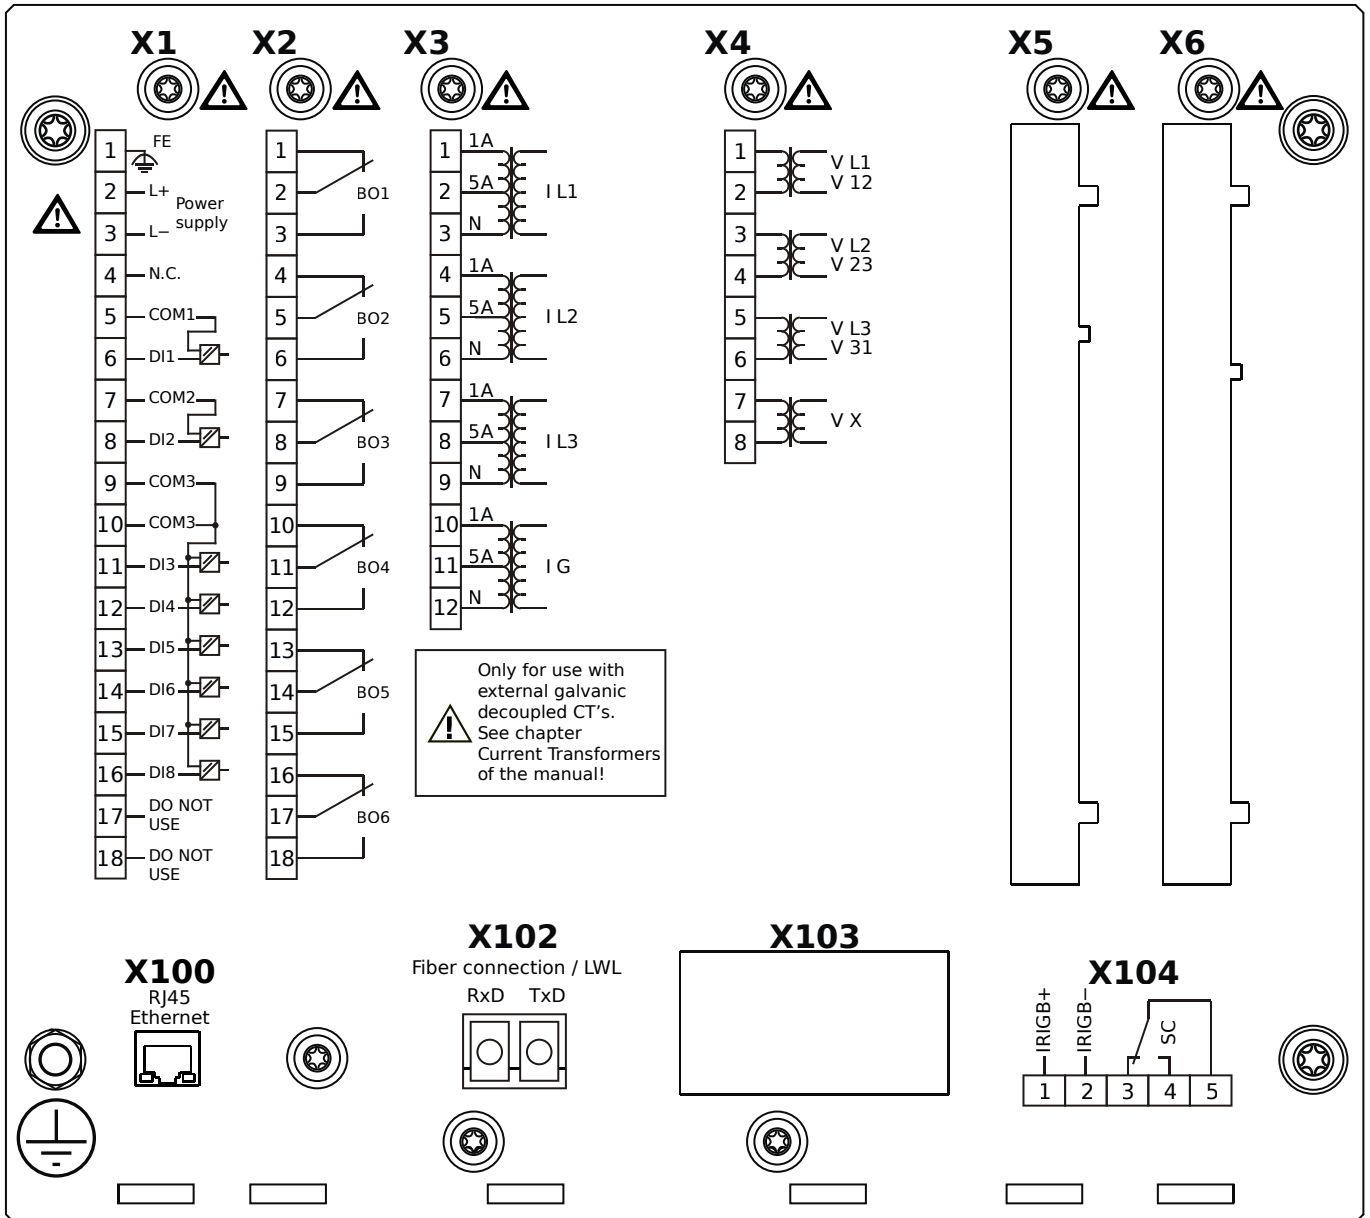 X1 X2 X3 X4 X5 X6
1 FE
2 L+
Power
supply
3 L−
4 N.C.
5 COM1
6 DI1
7 COM2
8 DI2
9 COM3
10 COM3
11 DI3
12 DI4
13 DI5
14 DI6
15 DI7
16 DI8
17 DO NOT
USE
18 DO NOT
USE
1
2 BO1
3
4
5 BO2
6
7
8 BO3
9
10
11 BO4
12
13
14 BO5
15
16
17 BO6
18
1 1A
2 5A I L1
3 N
4 1A
5 5A I L2
6 N
7 1A
8 5A I L3
9 N
10 1A
11 5A I G
12 N
Only for use with
external galvanic
decoupled CT's.
See chapter
Current Transformers
of the manual!
1 V L1
2 V 12
3 V L2
4 V 23
5 V L3
6 V 31
7 V X
8
X100
RJ45
Ethernet
X102
Fiber connection / LWL
RxD TxD
X103
X104
IRIGB+ IRIGB− SC
1 2 3 4 5